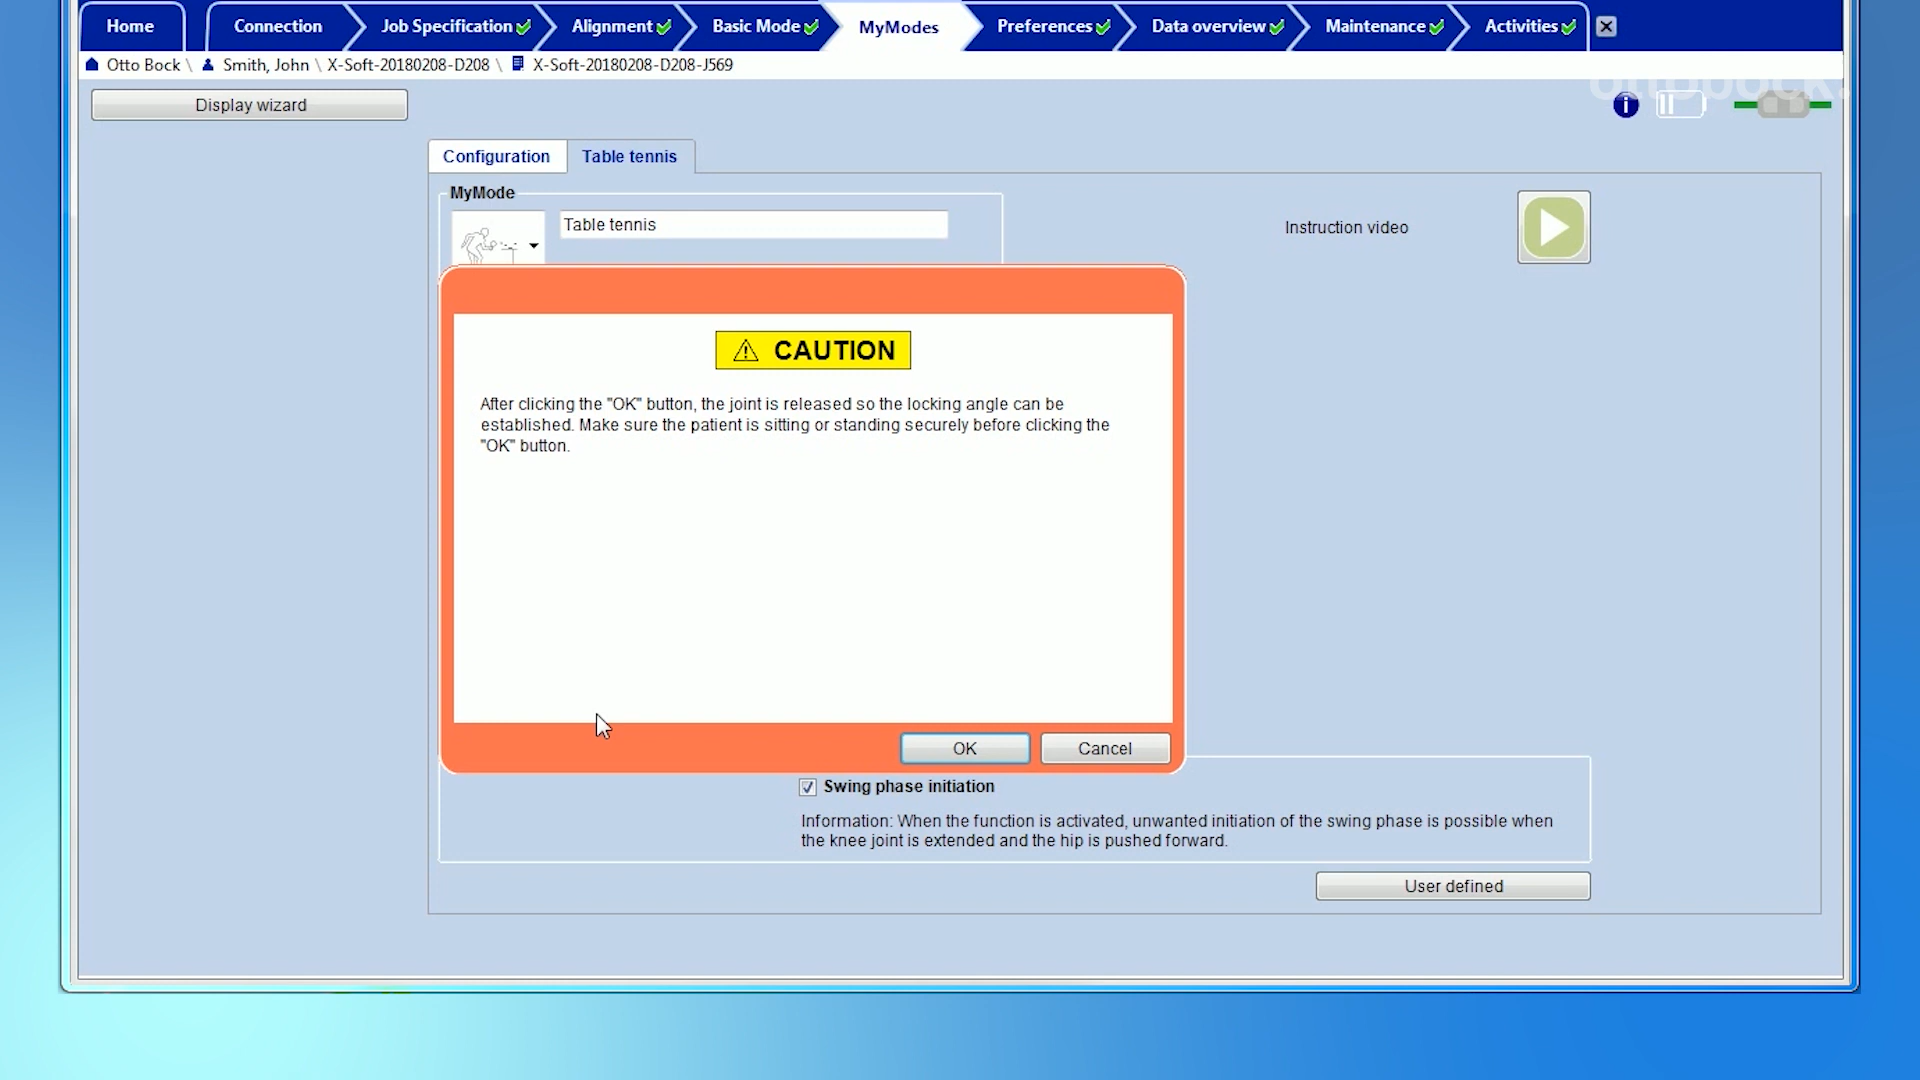 Home
Connection
Job Specification
Alignment
Basic Mode
MyModes
Preferences
Data overview
Maintenance
Activities
Otto Bock \ Smith, John \ X-Soft-20180208-D208 \ X-Soft-20180208-D208-J569
Display wizard
ottobock.
Configuration
Table tennis
MyMode
Table tennis
Instruction video
CAUTION
After clicking the "OK" button, the joint is released so the locking angle can be
established. Make sure the patient is sitting or standing securely before clicking the
"OK" button.
OK
Cancel
Swing phase initiation
Information: When the function is activated, unwanted initiation of the swing phase is possible when
the knee joint is extended and the hip is pushed forward.
User defined